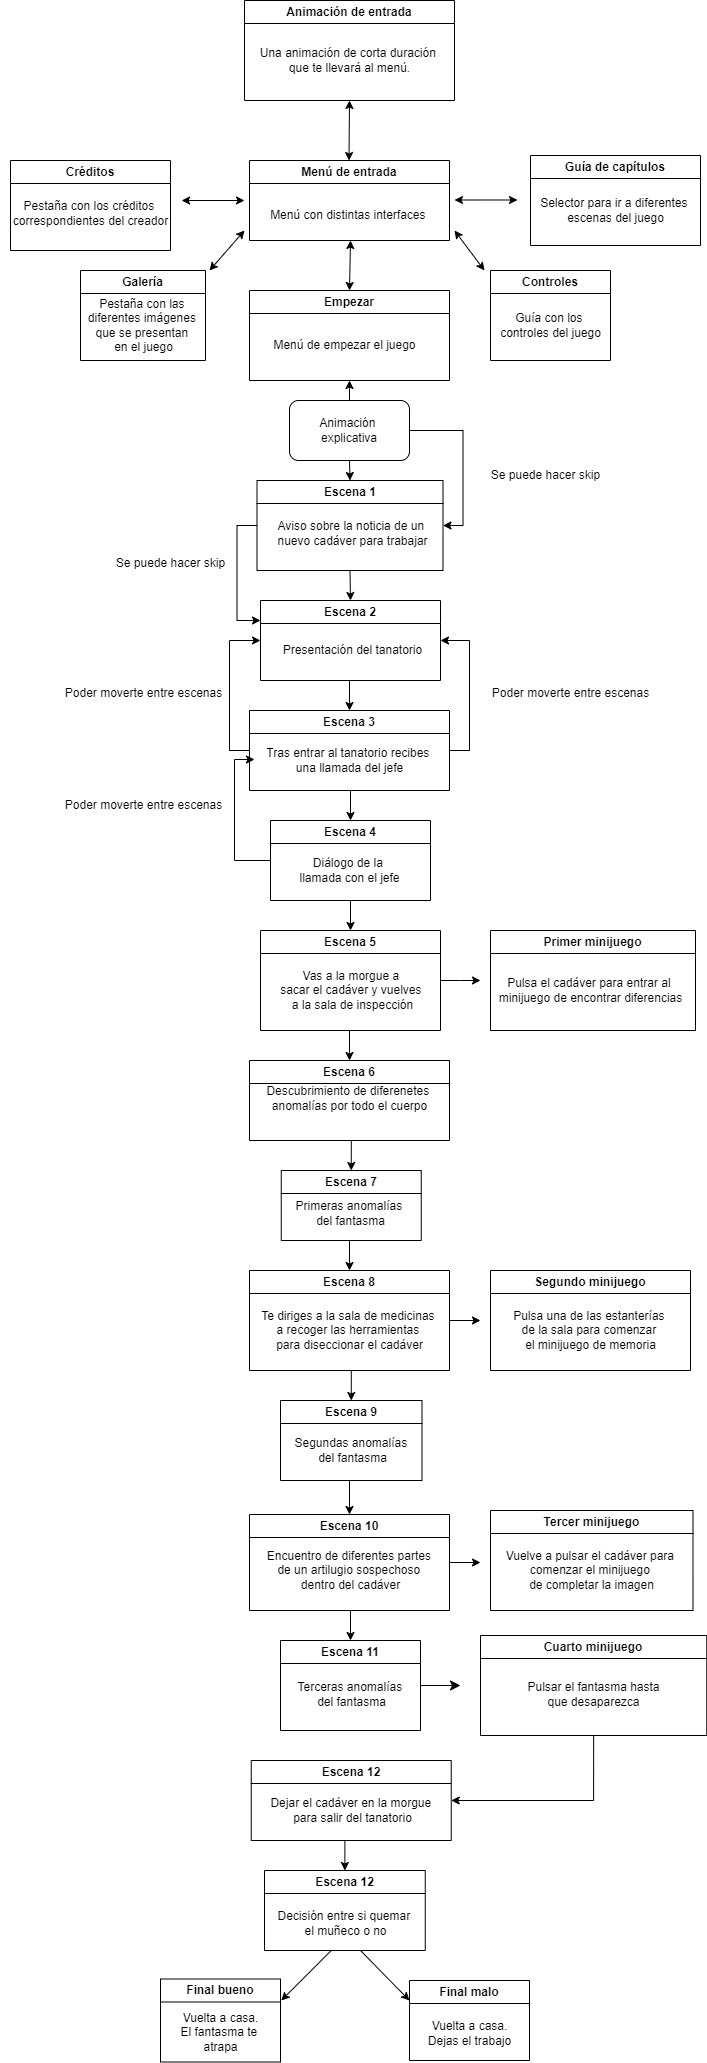 Animación de entrada
Una animación de corta duración
que te llevará al menú.
Créditos
Pestaña con los créditos
correspondientes del creador
Menú de entrada
Menú con distintas interfaces
Guía de capítulos
Selector para ir a diferentes
escenas del juego
Galería
Pestaña con las
diferentes imágenes
que se presentan
en el juego
Empezar
Menú de empezar el juego
Controles
Guía con los
controles del juego
Animación
explicativa
Se puede hacer skip
Escena 1
Aviso sobre la noticia de un
nuevo cadáver para trabajar
Se puede hacer skip
Escena 2
Presentación del tanatorio
Poder moverte entre escenas
Poder moverte entre escenas
Escena 3
Tras entrar al tanatorio recibes
una llamada del jefe
Poder moverte entre escenas
Escena 4
Diálogo de la
llamada con el jefe
Escena 5
Vas a la morgue a
sacar el cadáver y vuelves
a la sala de inspección
Primer minijuego
Pulsa el cadáver para entrar al
minijuego de encontrar diferencias
Escena 6
Descubrimiento de diferenetes
anomalías por todo el cuerpo
Escena 7
Primeras anomalías
del fantasma
Escena 8
Te diriges a la sala de medicinas
a recoger las herramientas
para diseccionar el cadáver
Segundo minijuego
Pulsa una de las estanterías
de la sala para comenzar
el minijuego de memoria
Escena 9
Segundas anomalías
del fantasma
Escena 10
Encuentro de diferentes partes
de un artilugio sospechoso
dentro del cadáver
Tercer minijuego
Vuelve a pulsar el cadáver para
comenzar el minijuego
de completar la imagen
Escena 11
Terceras anomalías
del fantasma
Cuarto minijuego
Pulsar el fantasma hasta
que desaparezca
Escena 12
Dejar el cadáver en la morgue
para salir del tanatorio
Escena 12
Decisión entre si quemar
el muñeco o no
Final bueno
Vuelta a casa.
El fantasma te
atrapa
Final malo
Vuelta a casa.
Dejas el trabajo